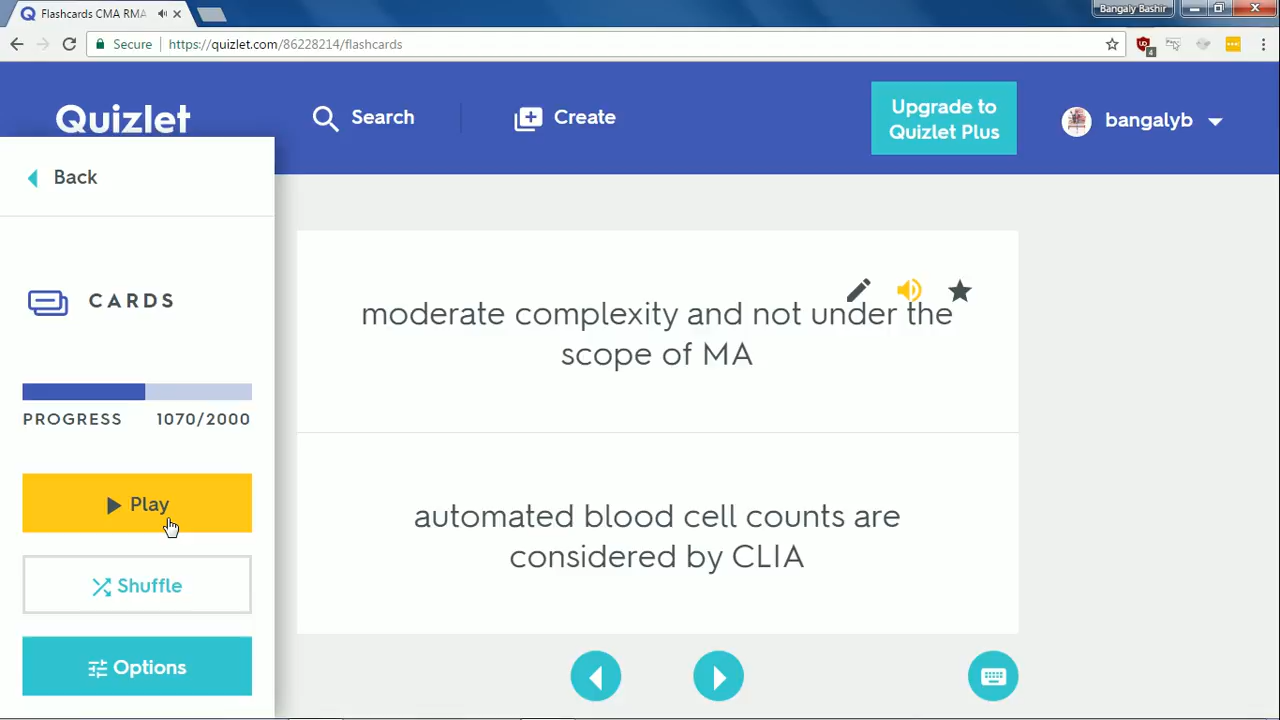 Flashcards CMA RMA
Bangaly Bashir
Secure
https://quizlet.com/86228214/flashcards
4
Quizlet
Search
Create
Upgrade to
Quizlet Plus
bangalyb
Back
CARDS
PROGRESS 1070/2000
Play
Shuffle
Options
moderate complexity and not under the
scope of MA
automated blood cell counts are
considered by CLIA